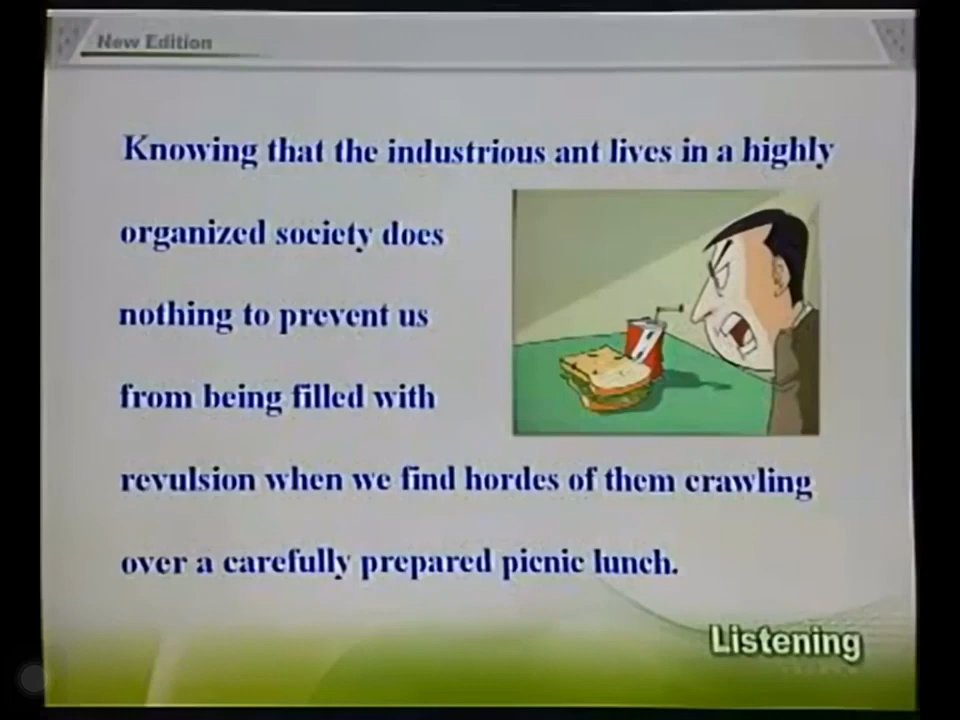 New Edition
Knowing that the industrious ant lives in a highly
organized society does
nothing to prevent us
from being filled with
revulsion when we find hordes of them crawling
over a carefully prepared picnic lunch.
Listening